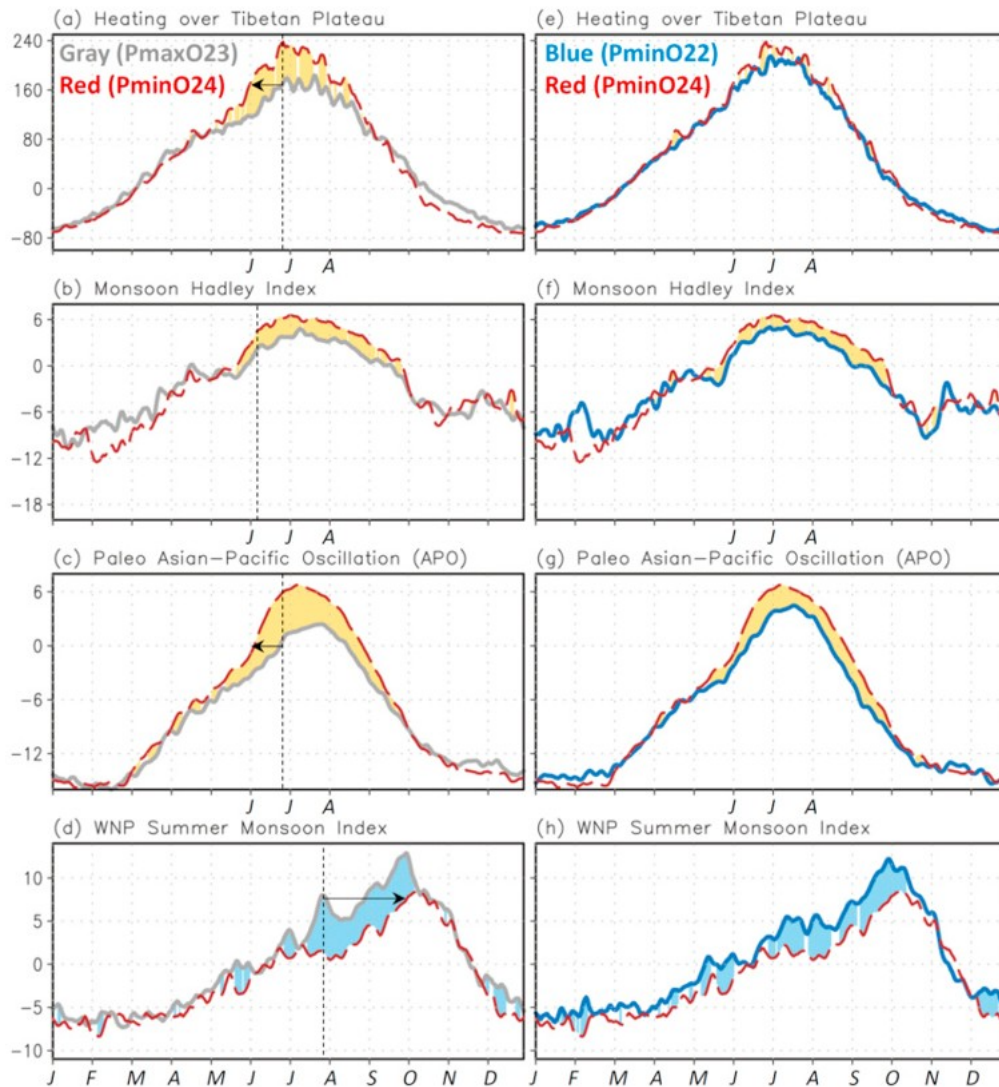 (a) Heating over Tibetan Plateau
Gray (PmaxO23)
Red (PminO24)
240
160
80
0
−80
J J A
(e) Heating over Tibetan Plateau
Blue (PminO22)
Red (PminO24)
J J A
(b) Monsoon Hadley Index
6
0
−6
−12
−18
J J A
(f) Monsoon Hadley Index
J J A
(c) Paleo Asian−Pacific Oscillation (APO)
6
0
−6
−12
J J A
(g) Paleo Asian−Pacific Oscillation (APO)
J J A
(d) WNP Summer Monsoon Index
10
5
0
−5
−10
J F M A M J J A S O N D
(h) WNP Summer Monsoon Index
J F M A M J J A S O N D